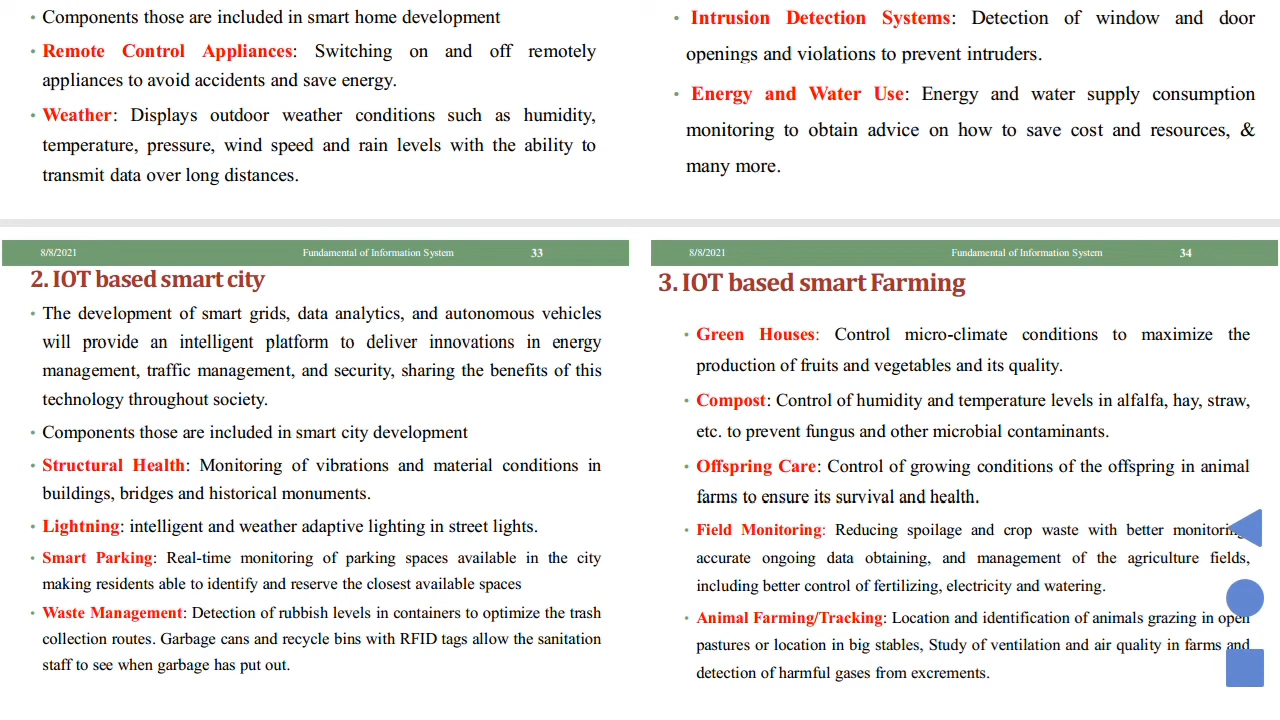 • Components those are included in smart home development
• Remote Control Appliances: Switching on and off remotely
appliances to avoid accidents and save energy.
• Weather: Displays outdoor weather conditions such as humidity,
temperature, pressure, wind speed and rain levels with the ability to
transmit data over long distances.
• Intrusion Detection Systems: Detection of window and door
openings and violations to prevent intruders.
• Energy and Water Use: Energy and water supply consumption
monitoring to obtain advice on how to save cost and resources, &
many more.
8/8/2021 Fundamental of Information System 33
2. IOT based smart city
• The development of smart grids, data analytics, and autonomous vehicles
will provide an intelligent platform to deliver innovations in energy
management, traffic management, and security, sharing the benefits of this
technology throughout society.
• Components those are included in smart city development
• Structural Health: Monitoring of vibrations and material conditions in
buildings, bridges and historical monuments.
• Lightning: intelligent and weather adaptive lighting in street lights.
• Smart Parking: Real-time monitoring of parking spaces available in the city
making residents able to identify and reserve the closest available spaces
• Waste Management: Detection of rubbish levels in containers to optimize the trash
collection routes. Garbage cans and recycle bins with RFID tags allow the sanitation
staff to see when garbage has put out.
8/8/2021 Fundamental of Information System 34
3. IOT based smart Farming
• Green Houses: Control micro-climate conditions to maximize the
production of fruits and vegetables and its quality.
• Compost: Control of humidity and temperature levels in alfalfa, hay, straw,
etc. to prevent fungus and other microbial contaminants.
• Offspring Care: Control of growing conditions of the offspring in animal
farms to ensure its survival and health.
• Field Monitoring: Reducing spoilage and crop waste with better monitoring,
accurate ongoing data obtaining, and management of the agriculture fields,
including better control of fertilizing, electricity and watering.
• Animal Farming/Tracking: Location and identification of animals grazing in open
pastures or location in big stables, Study of ventilation and air quality in farms and
detection of harmful gases from excrements.